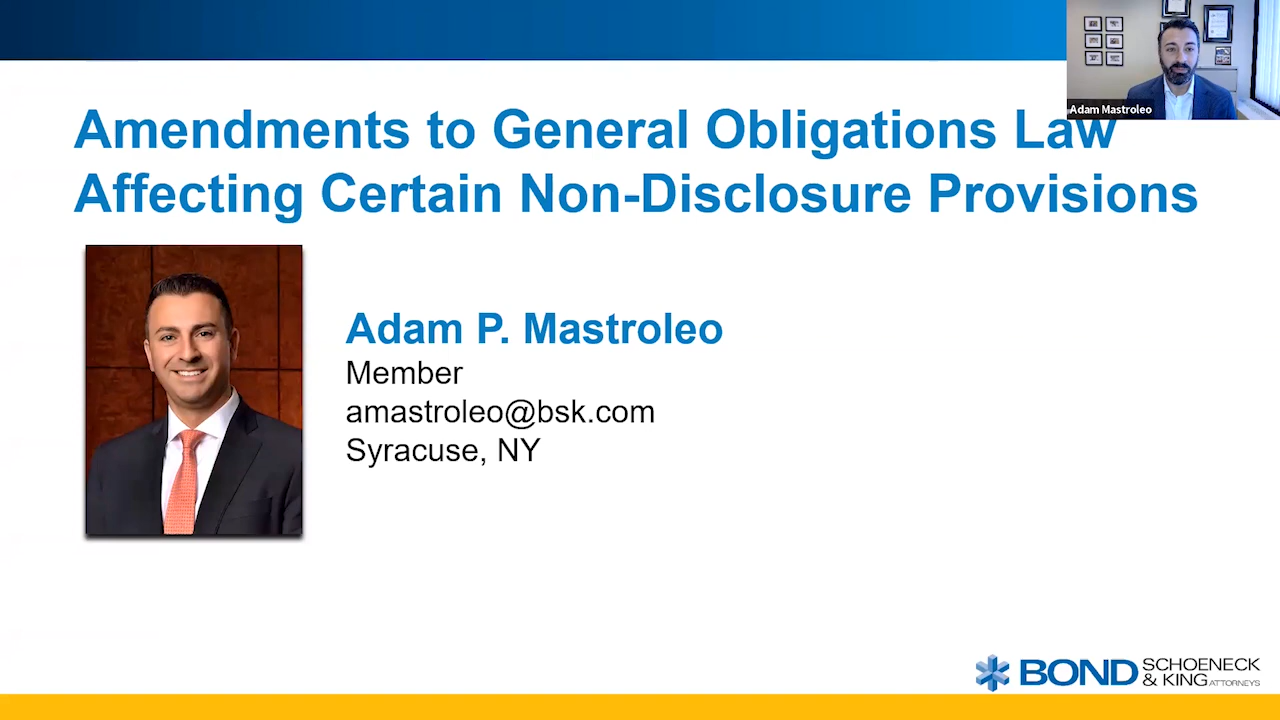 Adam Mastroleo
Amendments to General Obligations Law
Affecting Certain Non-Disclosure Provisions
Adam P. Mastroleo
Member
amastroleo@bsk.com
Syracuse, NY
BOND SCHOENECK
& KING ATTORNEYS